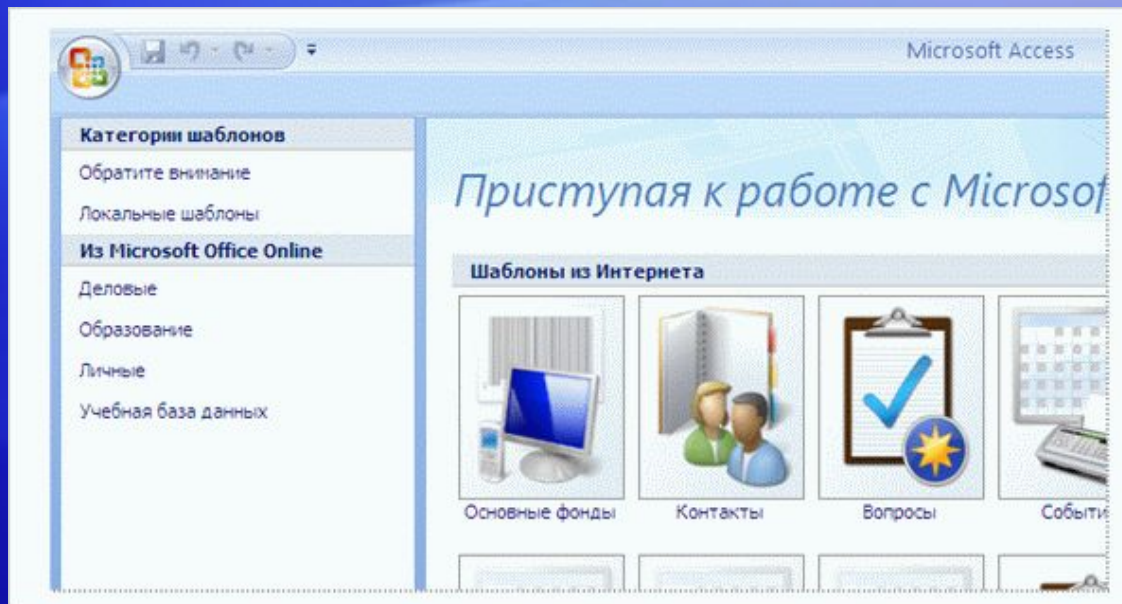 Microsoft Access
Категории шаблонов
Обратите внимание
Локальные шаблоны
Из Microsoft Office Online
Деловые
Образование
Личные
Учебная база данных
Приступая к работе с Microsof
Шаблоны из Интернета
Основные фонды
Контакты
Вопросы
Событи